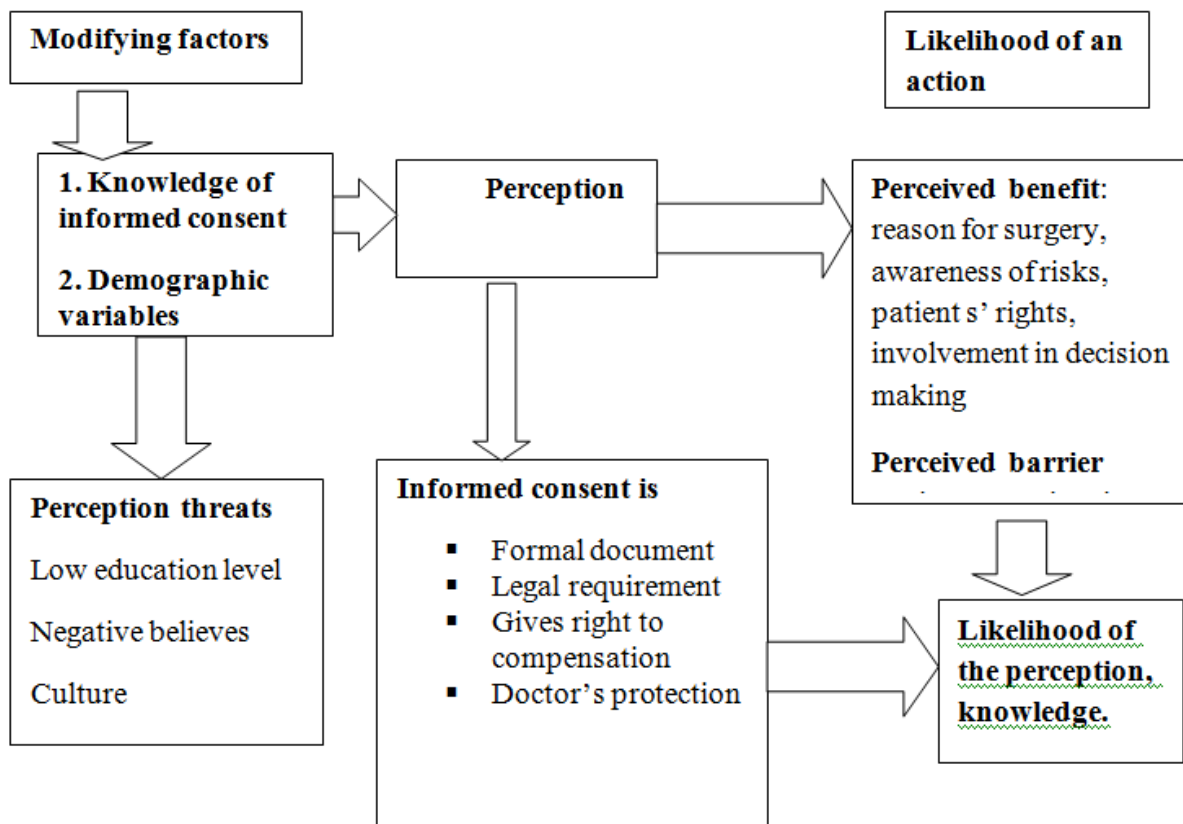 Modifying factors
Likelihood of an
action
1. Knowledge of
informed consent
2. Demographic
variables
Perception
Perceived benefit:
reason for surgery,
awareness of risks,
patient s’ rights,
involvement in decision
making
Perceived barrier
Perception threats
Low education level
Negative believes
Culture
Informed consent is
▪ Formal document
▪ Legal requirement
▪ Gives right to
compensation
▪ Doctor’s protection
Likelihood of
the perception,
knowledge.